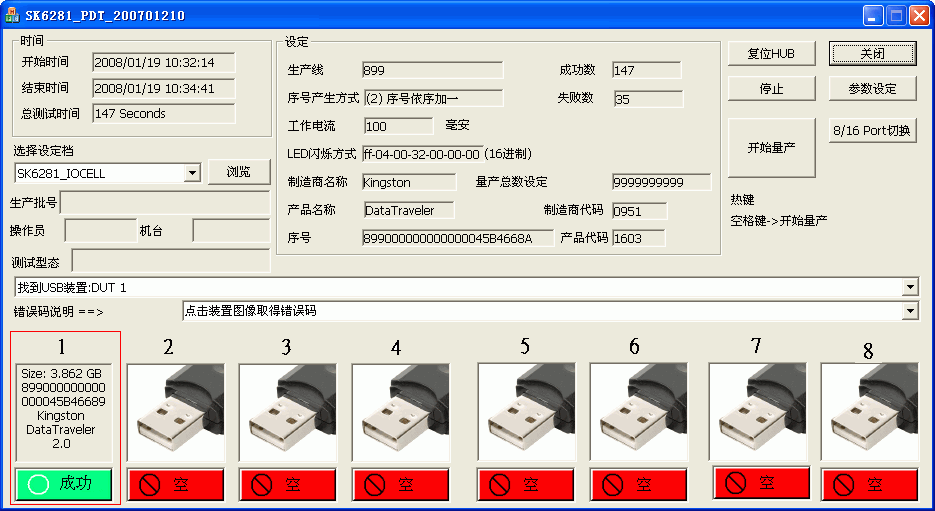 SK6281_PDT_200701210
时间
开始时间 2008/01/19 10:32:14
结束时间 2008/01/19 10:34:41
总测试时间 147 Seconds
选择设定档
SK6281_IOCELL 浏览
生产批号
操作员 机台
测试型态
设定
生产线 899 成功数 147
序号产生方式 (2) 序号依序加一 失败数 35
工作电流 100 毫安
LED闪烁方式 ff-04-00-32-00-00-00 (16进制)
制造商名称 Kingston 量产总数设定 9999999999
产品名称 DataTraveler 制造商代码 0951
序号 899000000000000045B4668A 产品代码 1603
复位HUB 关闭
停止 参数设定
开始量产 8/16 Port切换
热键
空格键->开始量产
找到USB装置:DUT 1
错误码说明 ==> 点击装置图像取得错误码
1 2 3 4 5 6 7 8
Size: 3.862 GB
899000000000
000045B46689
Kingston
DataTraveler
2.0
成功 空 空 空 空 空 空 空